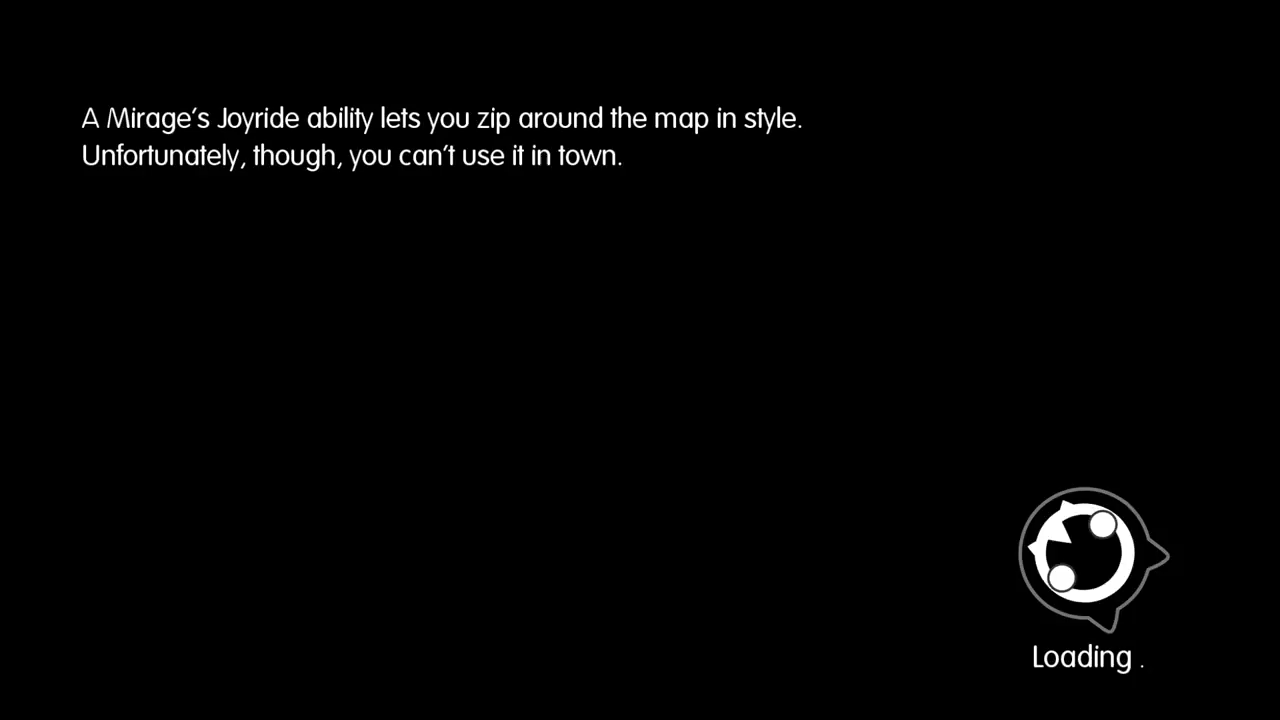 A Mirage's Joyride ability lets you zip around the map in style.
Unfortunately, though, you can't use it in town.
Loading .